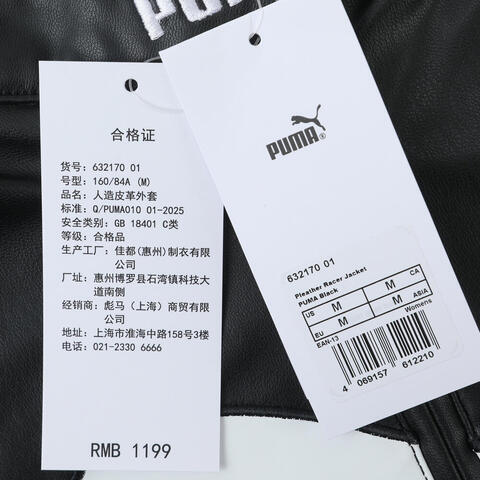 PUMA
合格证
货号: 632170 01
号型: 160/84A (M)
品名: 人造皮革外套
标准: Q/PUMA010 01-2025
安全类别: GB 18401 C类
等级: 合格品
生产工厂: 佳都(惠州)制衣有限
公司
厂址: 惠州博罗县石湾镇科技大
道南侧
经销商: 彪马(上海)商贸有限
公司
地址: 上海市淮海中路158号3楼
电话: 021-2330 6666
RMB 1199
PUMA®
632170 01
Pleather Racer Jacket
PUMA Black
US M M CA
EU M M ASIA
EAN-13 Womens
4 069157 612210